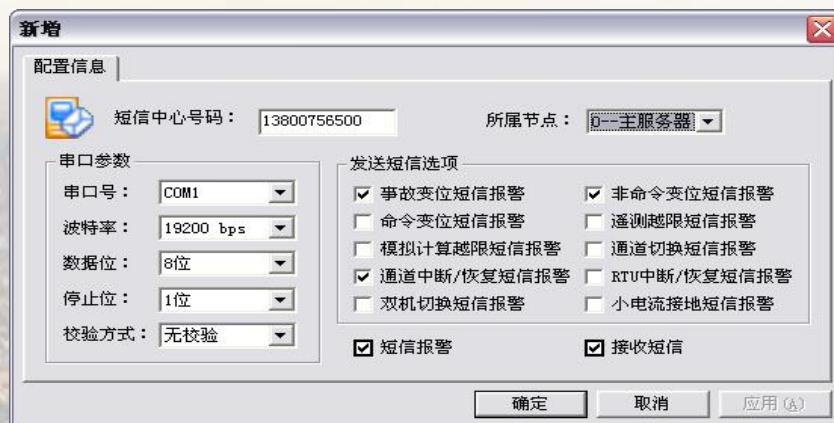 新增
配置信息
短信中心号码： 13800756500 所属节点： 0--主服务器
串口参数
串口号： COM1
波特率： 19200 bps
数据位： 8位
停止位： 1位
校验方式： 无校验
发送短信选项
事故变位短信报警 非命令变位短信报警
命令变位短信报警 遥测越限短信报警
模拟计算越限短信报警 通道切换短信报警
通道中断/恢复短信报警 RTU中断/恢复短信报警
双机切换短信报警 小电流接地短信报警
短信报警 接收短信
确定 取消 应用(A)